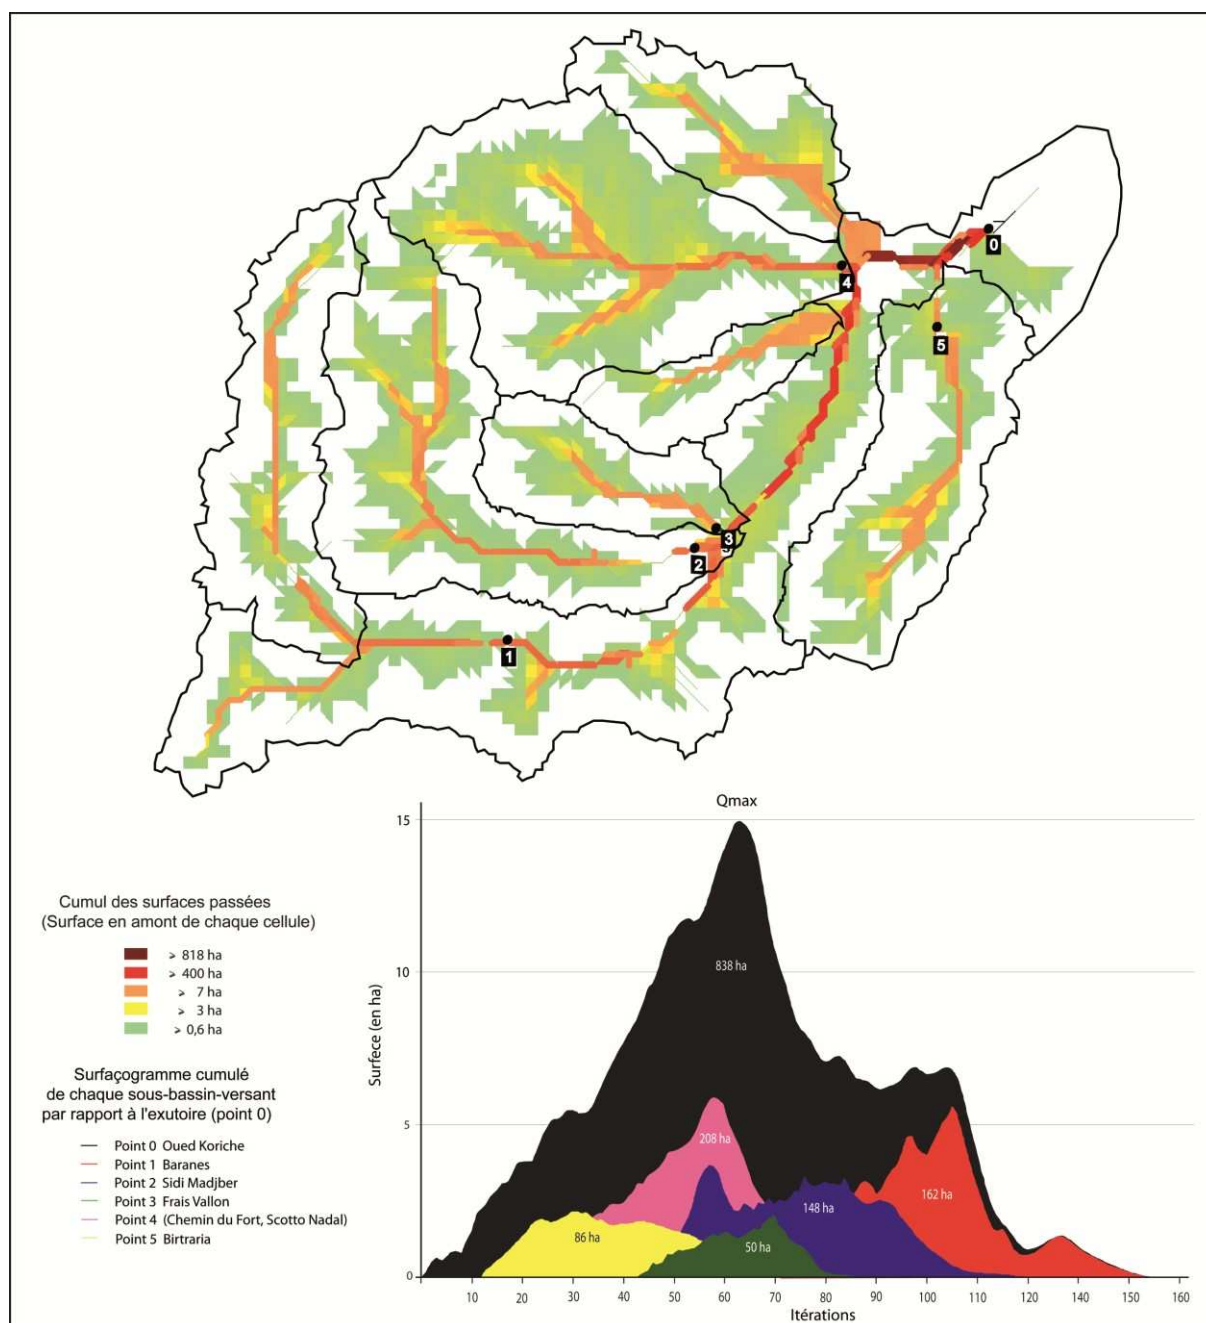 0
4
5
3
2
1
Qmax
15
10
5
0
Surfece (en ha)
838 ha
208 ha
148 ha
162 ha
86 ha
50 ha
10 20 30 40 50 60 70 80 90 100 110 120 130 140 150 160
Itérations
Cumul des surfaces passées
(Surface en amont de chaque cellule)
> 818 ha
> 400 ha
> 7 ha
> 3 ha
> 0,6 ha
Surfaçogramme cumulé
de chaque sous-bassin-versant
par rapport à l'exutoire (point 0)
Point 0 Oued Koriche
Point 1 Baranes
Point 2 Sidi Madjber
Point 3 Frais Vallon
Point 4 (Chemin du Fort, Scotto Nadal)
Point 5 Birtraria